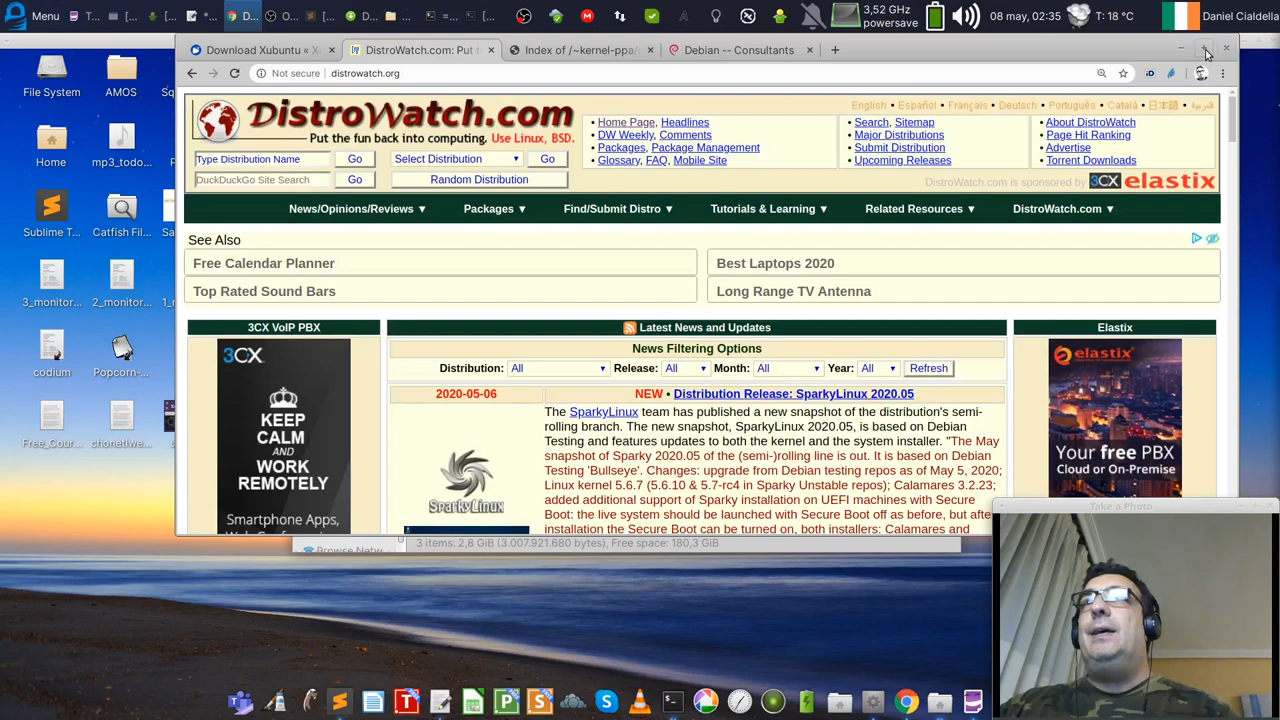 Menu
T...
[...
[...
*...
D...
O...
D...
=...
[...
3,52 GHz
powersave
08 may, 02:35
T: 18 °C
Daniel Cialdella
Download Xubuntu « X
DistroWatch.com: Put t
Index of /~kernel-ppa/
Debian -- Consultants
Not secure
distrowatch.org
File System
AMOS
Home
mp3_todo...
Sublime T...
Catfish Fil...
3_monitor...
2_monitor...
codium
Popcorn-...
Free_Cour...
chonetiwe...
DistroWatch.com
Put the fun back into computing. Use Linux, BSD.
English • Español • Français • Deutsch • Português • Català • 日本語 • العربية
• Home Page, Headlines
• DW Weekly, Comments
• Packages, Package Management
• Glossary, FAQ, Mobile Site
• Search, Sitemap
• Major Distributions
• Submit Distribution
• Upcoming Releases
• About DistroWatch
• Page Hit Ranking
• Advertise
• Torrent Downloads
Type Distribution Name Go Select Distribution Go
DuckDuckGo Site Search Go Random Distribution
DistroWatch.com is sponsored by 3CX elastix
News/Opinions/Reviews ▼ Packages ▼ Find/Submit Distro ▼ Tutorials & Learning ▼ Related Resources ▼ DistroWatch.com ▼
See Also
Free Calendar Planner
Best Laptops 2020
Top Rated Sound Bars
Long Range TV Antenna
3CX VoIP PBX
3CX
KEEP
CALM
AND
WORK
REMOTELY
Smartphone Apps,
Latest News and Updates
News Filtering Options
Distribution: All Release: All Month: All Year: All Refresh
2020-05-06
NEW • Distribution Release: SparkyLinux 2020.05
SparkyLinux
The SparkyLinux team has published a new snapshot of the distribution's semi-
rolling branch. The new snapshot, SparkyLinux 2020.05, is based on Debian
Testing and features updates to both the kernel and the system installer. "The May
snapshot of Sparky 2020.05 of the (semi-)rolling line is out. It is based on Debian
Testing 'Bullseye'. Changes: upgrade from Debian testing repos as of May 5, 2020;
Linux kernel 5.6.7 (5.6.10 & 5.7-rc4 in Sparky Unstable repos); Calamares 3.2.23;
added additional support of Sparky installation on UEFI machines with Secure
Boot: the live system should be launched with Secure Boot off as before, but after
installation the Secure Boot can be turned on, both installers: Calamares and
Elastix
elastix
Your free PBX
Cloud or On-Premise
Take a Photo
Browse Netw...
3 items: 2,8 GiB (3.007.921.680 bytes), Free space: 180,3 GiB